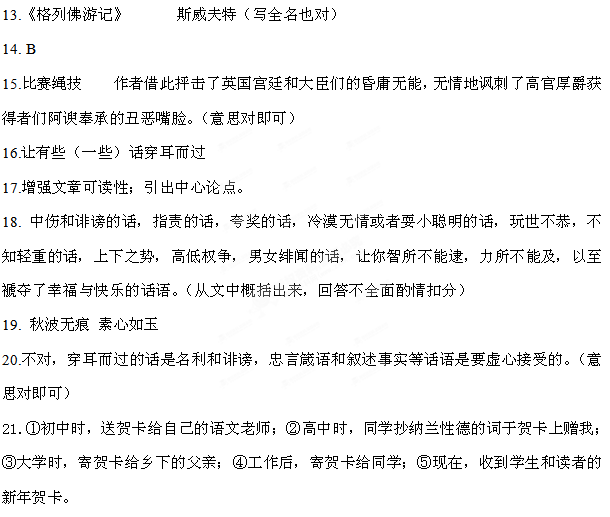 13.《格列佛游记》 斯威夫特（写全名也对）
14. B
15.比赛绳技 作者借此抨击了英国宫廷和大臣们的昏庸无能，无情地讽刺了高官厚爵获
得者们阿谀奉承的丑恶嘴脸。（意思对即可）
16.让有些（一些）话穿耳而过
17.增强文章可读性；引出中心论点。
18. 中伤和诽谤的话，指责的话，夸奖的话，冷漠无情或者耍小聪明的话，玩世不恭，不
知轻重的话，上下之势，高低权争，男女绯闻的话，让你智所不能逮，力所不能及，以至
褫夺了幸福与快乐的话语。（从文中概括出来，回答不全面酌情扣分）
19. 秋波无痕 素心如玉
20.不对，穿耳而过的话是名利和诽谤，忠言箴语和叙述事实等话语是要虚心接受的。（意
思对即可）
21.①初中时，送贺卡给自己的语文老师；②高中时，同学抄纳兰性德的词于贺卡上赠我；
③大学时，寄贺卡给乡下的父亲；④工作后，寄贺卡给同学；⑤现在，收到学生和读者的
新年贺卡。